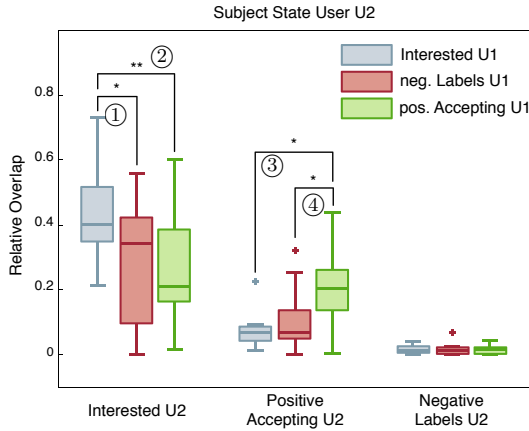 Subject State User U2
Interested U1
neg. Labels U1
pos. Accepting U1
** ②
* ①
③ *
* ④
Relative Overlap
0.8
0.6
0.4
0.2
0
Interested U2
Positive
Accepting U2
Negative
Labels U2